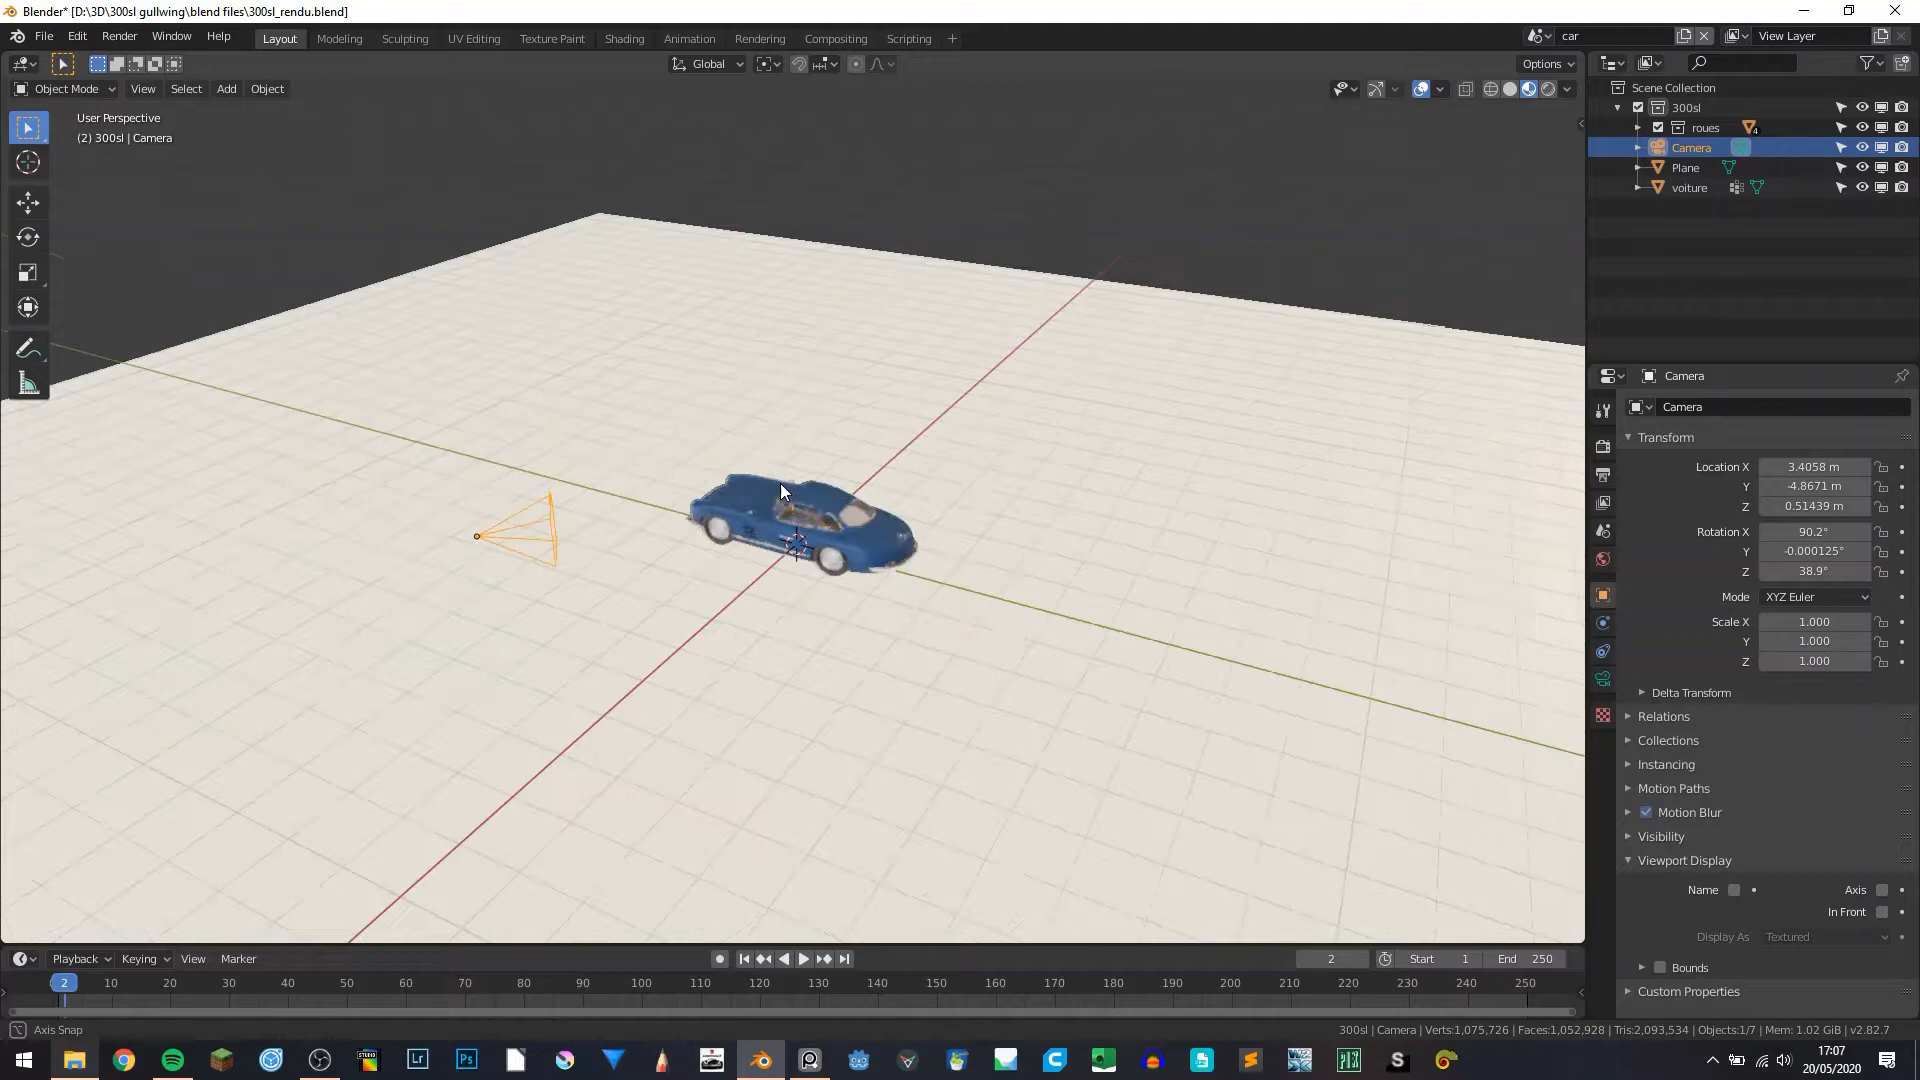 Blender* [D:\3D\300sl gullwing\blend files\300sl_rendu.blend]
File Edit Render Window Help Layout Modeling Sculpting UV Editing Texture Paint Shading Animation Rendering Compositing Scripting + car View Layer
Global Options
Object Mode View Select Add Object
User Perspective
(2) 300sl | Camera
Scene Collection
300sl
roues 4
Camera
Plane
voiture
Camera
Camera
Transform
Location X 3.4058 m
Y -4.8671 m
Z 0.51439 m
Rotation X 90.2°
Y -0.000125°
Z 38.9°
Mode XYZ Euler
Scale X 1.000
Y 1.000
Z 1.000
Delta Transform
Relations
Collections
Instancing
Motion Paths
Motion Blur
Visibility
Viewport Display
Name Axis
In Front
Display As Textured
Bounds
Custom Properties
Playback Keying View Marker 2 Start 1 End 250
2 10 20 30 40 50 60 70 80 90 100 110 120 130 140 150 160 170 180 190 200 210 220 230 240 250
Axis Snap 300sl | Camera | Verts:1,075,726 | Faces:1,052,928 | Tris:2,093,534 | Objects:1/7 | Mem: 1.02 GiB | v2.82.7
STUDIO Lr Ps S
17:07
20/05/2020